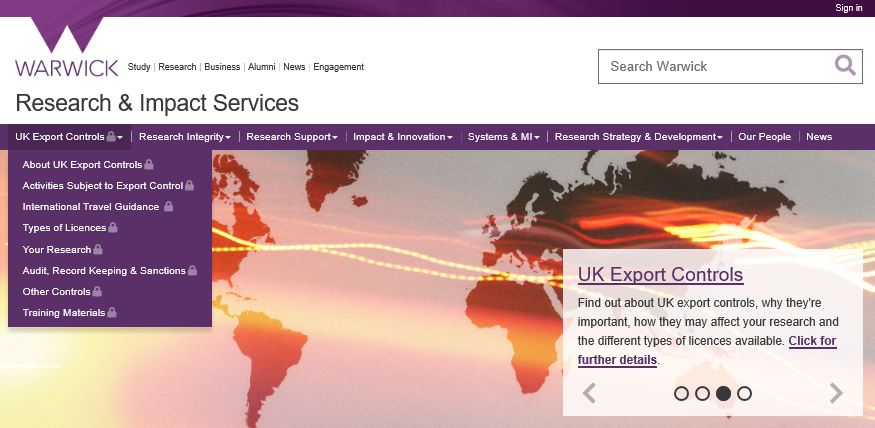 Sign in
WARWICK
Study | Research | Business | Alumni | News | Engagement
Search Warwick
Research & Impact Services
UK Export Controls | Research Integrity | Research Support | Impact & Innovation | Systems & MI | Research Strategy & Development | Our People | News
About UK Export Controls
Activities Subject to Export Control
International Travel Guidance
Types of Licences
Your Research
Audit, Record Keeping & Sanctions
Other Controls
Training Materials
UK Export Controls
Find out about UK export controls, why they're
important, how they may affect your research and
the different types of licences available. Click for
further details.